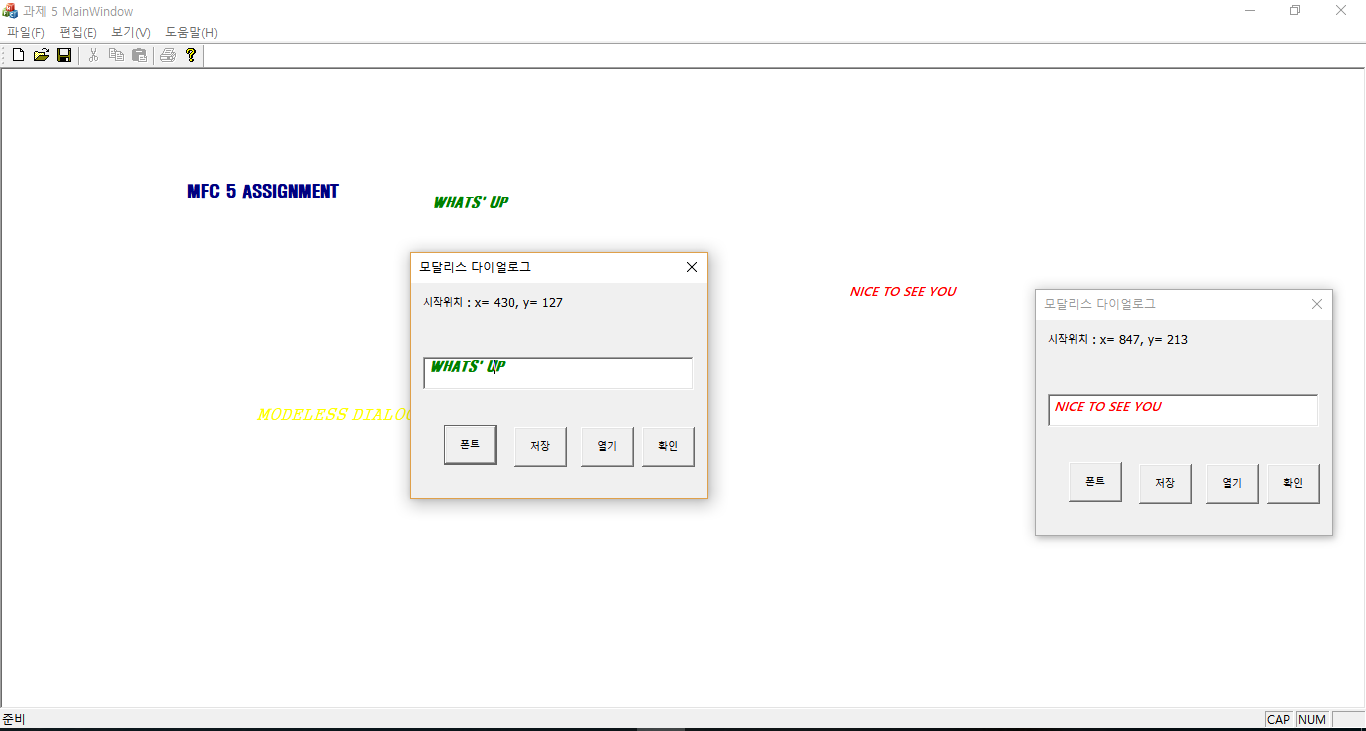 과제 5 MainWindow
파일(F) 편집(E) 보기(V) 도움말(H)
MFC 5 ASSIGNMENT
WHATS' UP
NICE TO SEE YOU
MODELESS DIALO
모달리스 다이얼로그
시작위치 : x= 430, y= 127
WHATS' UP
폰트 저장 열기 확인
모달리스 다이얼로그
시작위치 : x= 847, y= 213
NICE TO SEE YOU
폰트 저장 열기 확인
준비
CAP NUM